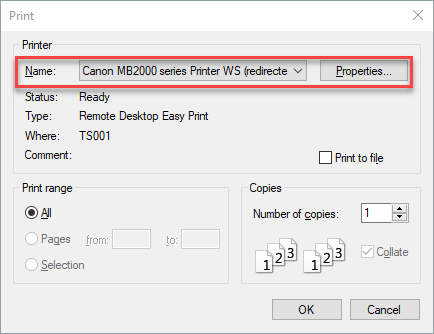 Print
Printer
Name: Canon MB2000 series Printer WS (redirecte Properties...
Status: Ready
Type: Remote Desktop Easy Print
Where: TS001
Comment: Print to file
Print range
All
Pages from: to:
Selection
Copies
Number of copies: 1
1 2 3 1 2 3
Collate
OK Cancel